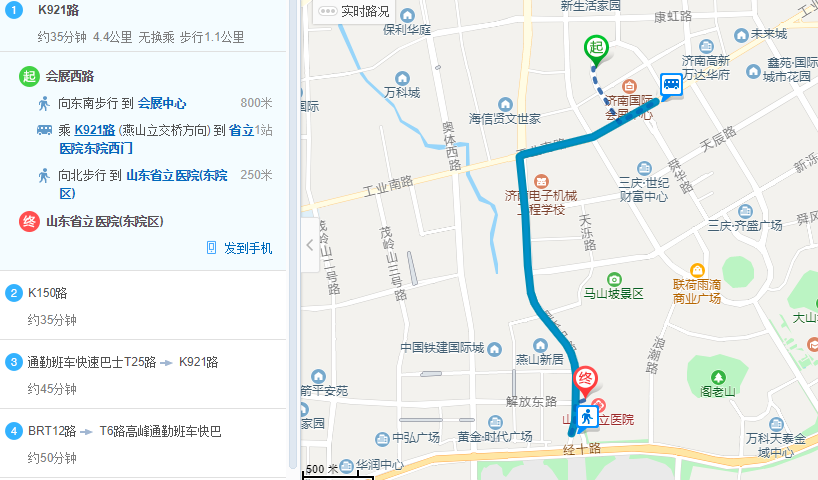 1 K921路
约35分钟 4.4公里 无换乘 步行1.1公里
起 会展西路
向东南步行 到 会展中心 800米
乘 K921路 (燕山立交桥方向) 到 省立 1站
医院东院西门
向北步行 到 山东省立医院(东院 250米
区)
终 山东省立医院(东院区)
发到手机
2 K150路
约35分钟
3 通勤班车快速巴士T25路 K921路
约45分钟
4 BRT12路 T6路高峰通勤班车快巴
约50分钟
实时路况
保利华庭
新生活家园
康虹路
未来城
济南高新
万达华府
鑫苑·国际
城市花园
起
万科城
国际
海信贤文世家
济南国际
奥体西路
天辰路
舜华路
新泺
工业南路
济南电子机械
工程学校
三庆·世纪
财富中心
天泺路
三庆·齐盛广场
舜风
茂岭山二号路
茂岭山三号路
马山坡景区
联荷雨滴
商业广场
大山
浪潮路
中国铁建国际城
燕山新居
终
箭平安苑
家园
解放东路
立医院
阁老山
中弘广场
黄金·时代广场
万科天泰金
域中心
经十路
华润中心
500 米